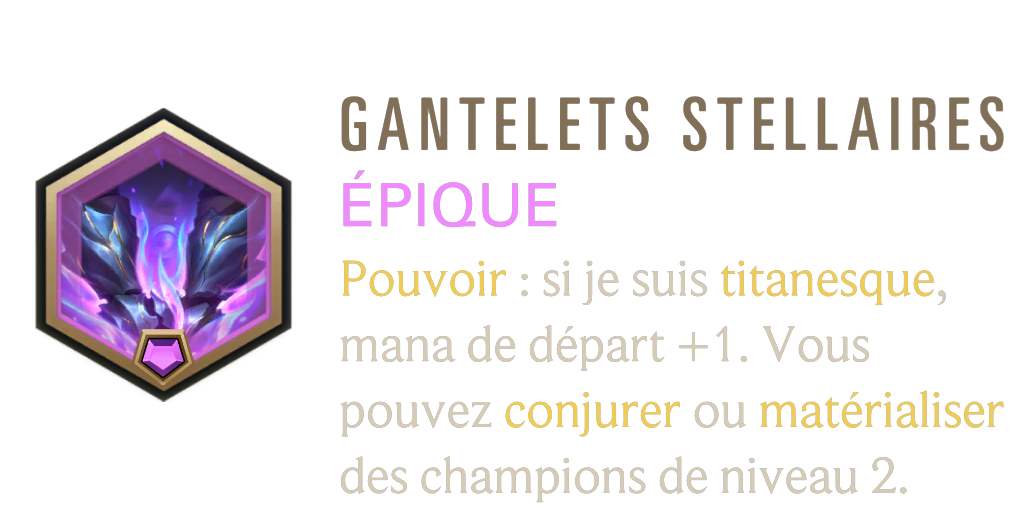 GANTELETS STELLAIRES
ÉPIQUE
Pouvoir : si je suis titanesque,
mana de départ +1. Vous
pouvez conjurer ou matérialiser
des champions de niveau 2.